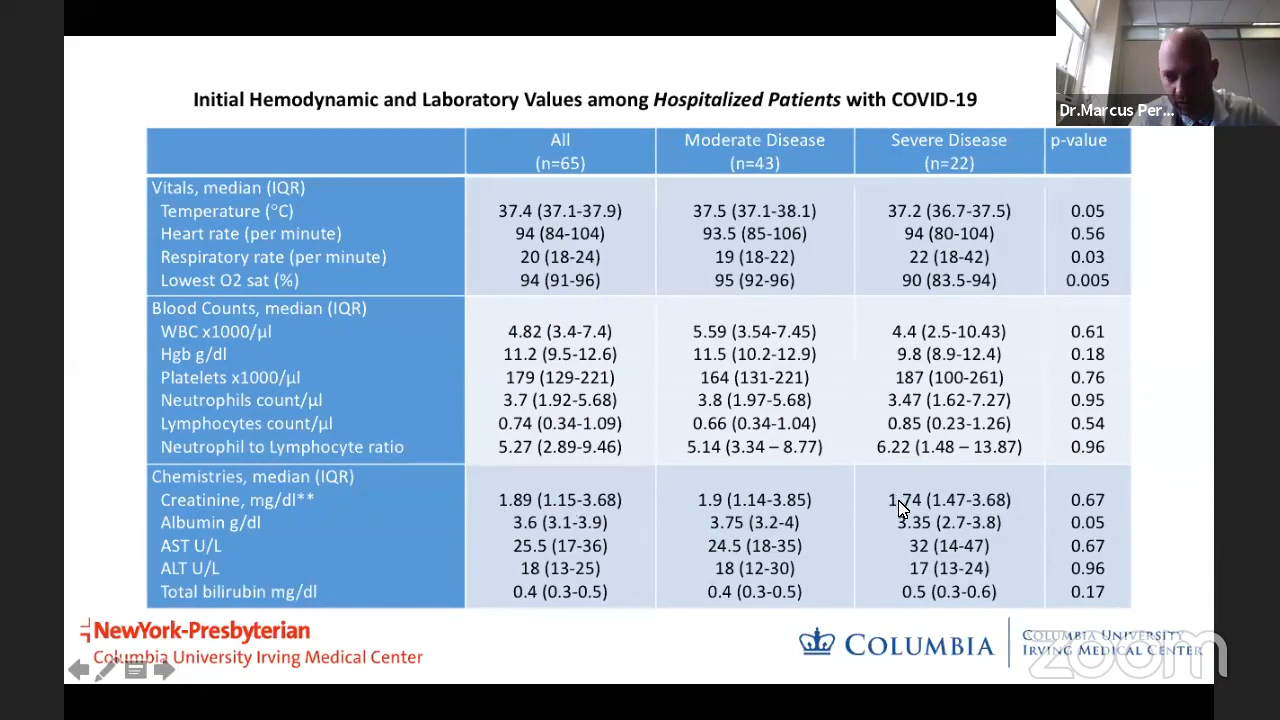 Dr.Marcus Per...
Initial Hemodynamic and Laboratory Values among Hospitalized Patients with COVID-19
All (n=65) Moderate Disease (n=43) Severe Disease (n=22) p-value
Vitals, median (IQR)
Temperature (°C) 37.4 (37.1-37.9) 37.5 (37.1-38.1) 37.2 (36.7-37.5) 0.05
Heart rate (per minute) 94 (84-104) 93.5 (85-106) 94 (80-104) 0.56
Respiratory rate (per minute) 20 (18-24) 19 (18-22) 22 (18-42) 0.03
Lowest O2 sat (%) 94 (91-96) 95 (92-96) 90 (83.5-94) 0.005
Blood Counts, median (IQR)
WBC x1000/µl 4.82 (3.4-7.4) 5.59 (3.54-7.45) 4.4 (2.5-10.43) 0.61
Hgb g/dl 11.2 (9.5-12.6) 11.5 (10.2-12.9) 9.8 (8.9-12.4) 0.18
Platelets x1000/µl 179 (129-221) 164 (131-221) 187 (100-261) 0.76
Neutrophils count/µl 3.7 (1.92-5.68) 3.8 (1.97-5.68) 3.47 (1.62-7.27) 0.95
Lymphocytes count/µl 0.74 (0.34-1.09) 0.66 (0.34-1.04) 0.85 (0.23-1.26) 0.54
Neutrophil to Lymphocyte ratio 5.27 (2.89-9.46) 5.14 (3.34 – 8.77) 6.22 (1.48 – 13.87) 0.96
Chemistries, median (IQR)
Creatinine, mg/dl** 1.89 (1.15-3.68) 1.9 (1.14-3.85) 1.74 (1.47-3.68) 0.67
Albumin g/dl 3.6 (3.1-3.9) 3.75 (3.2-4) 3.35 (2.7-3.8) 0.05
AST U/L 25.5 (17-36) 24.5 (18-35) 32 (14-47) 0.67
ALT U/L 18 (13-25) 18 (12-30) 17 (13-24) 0.96
Total bilirubin mg/dl 0.4 (0.3-0.5) 0.4 (0.3-0.5) 0.5 (0.3-0.6) 0.17
NewYork-Presbyterian
Columbia University Irving Medical Center
COLUMBIA
COLUMBIA UNIVERSITY
IRVING MEDICAL CENTER
zoom